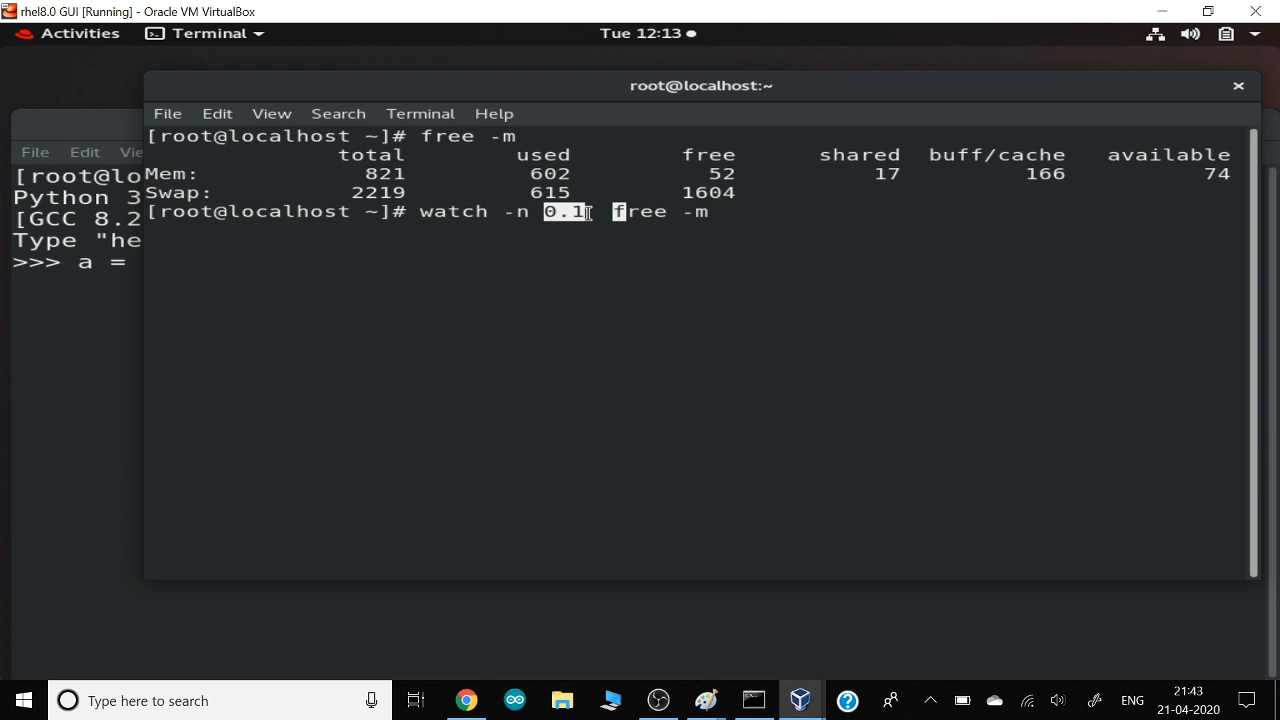 rhel8.0 GUI [Running] - Oracle VM VirtualBox
Activities Terminal Tue 12:13
root@localhost:~
File Edit View Search Terminal Help
[root@localhost ~]# free -m
total used free shared buff/cache available
Mem: 821 602 52 17 166 74
Swap: 2219 615 1604
[root@localhost ~]# watch -n 0.1 free -m
File Edit Vie
[root@lo
Python 3
[GCC 8.2
Type "he
>>> a =
Type here to search
ENG
21:43
21-04-2020